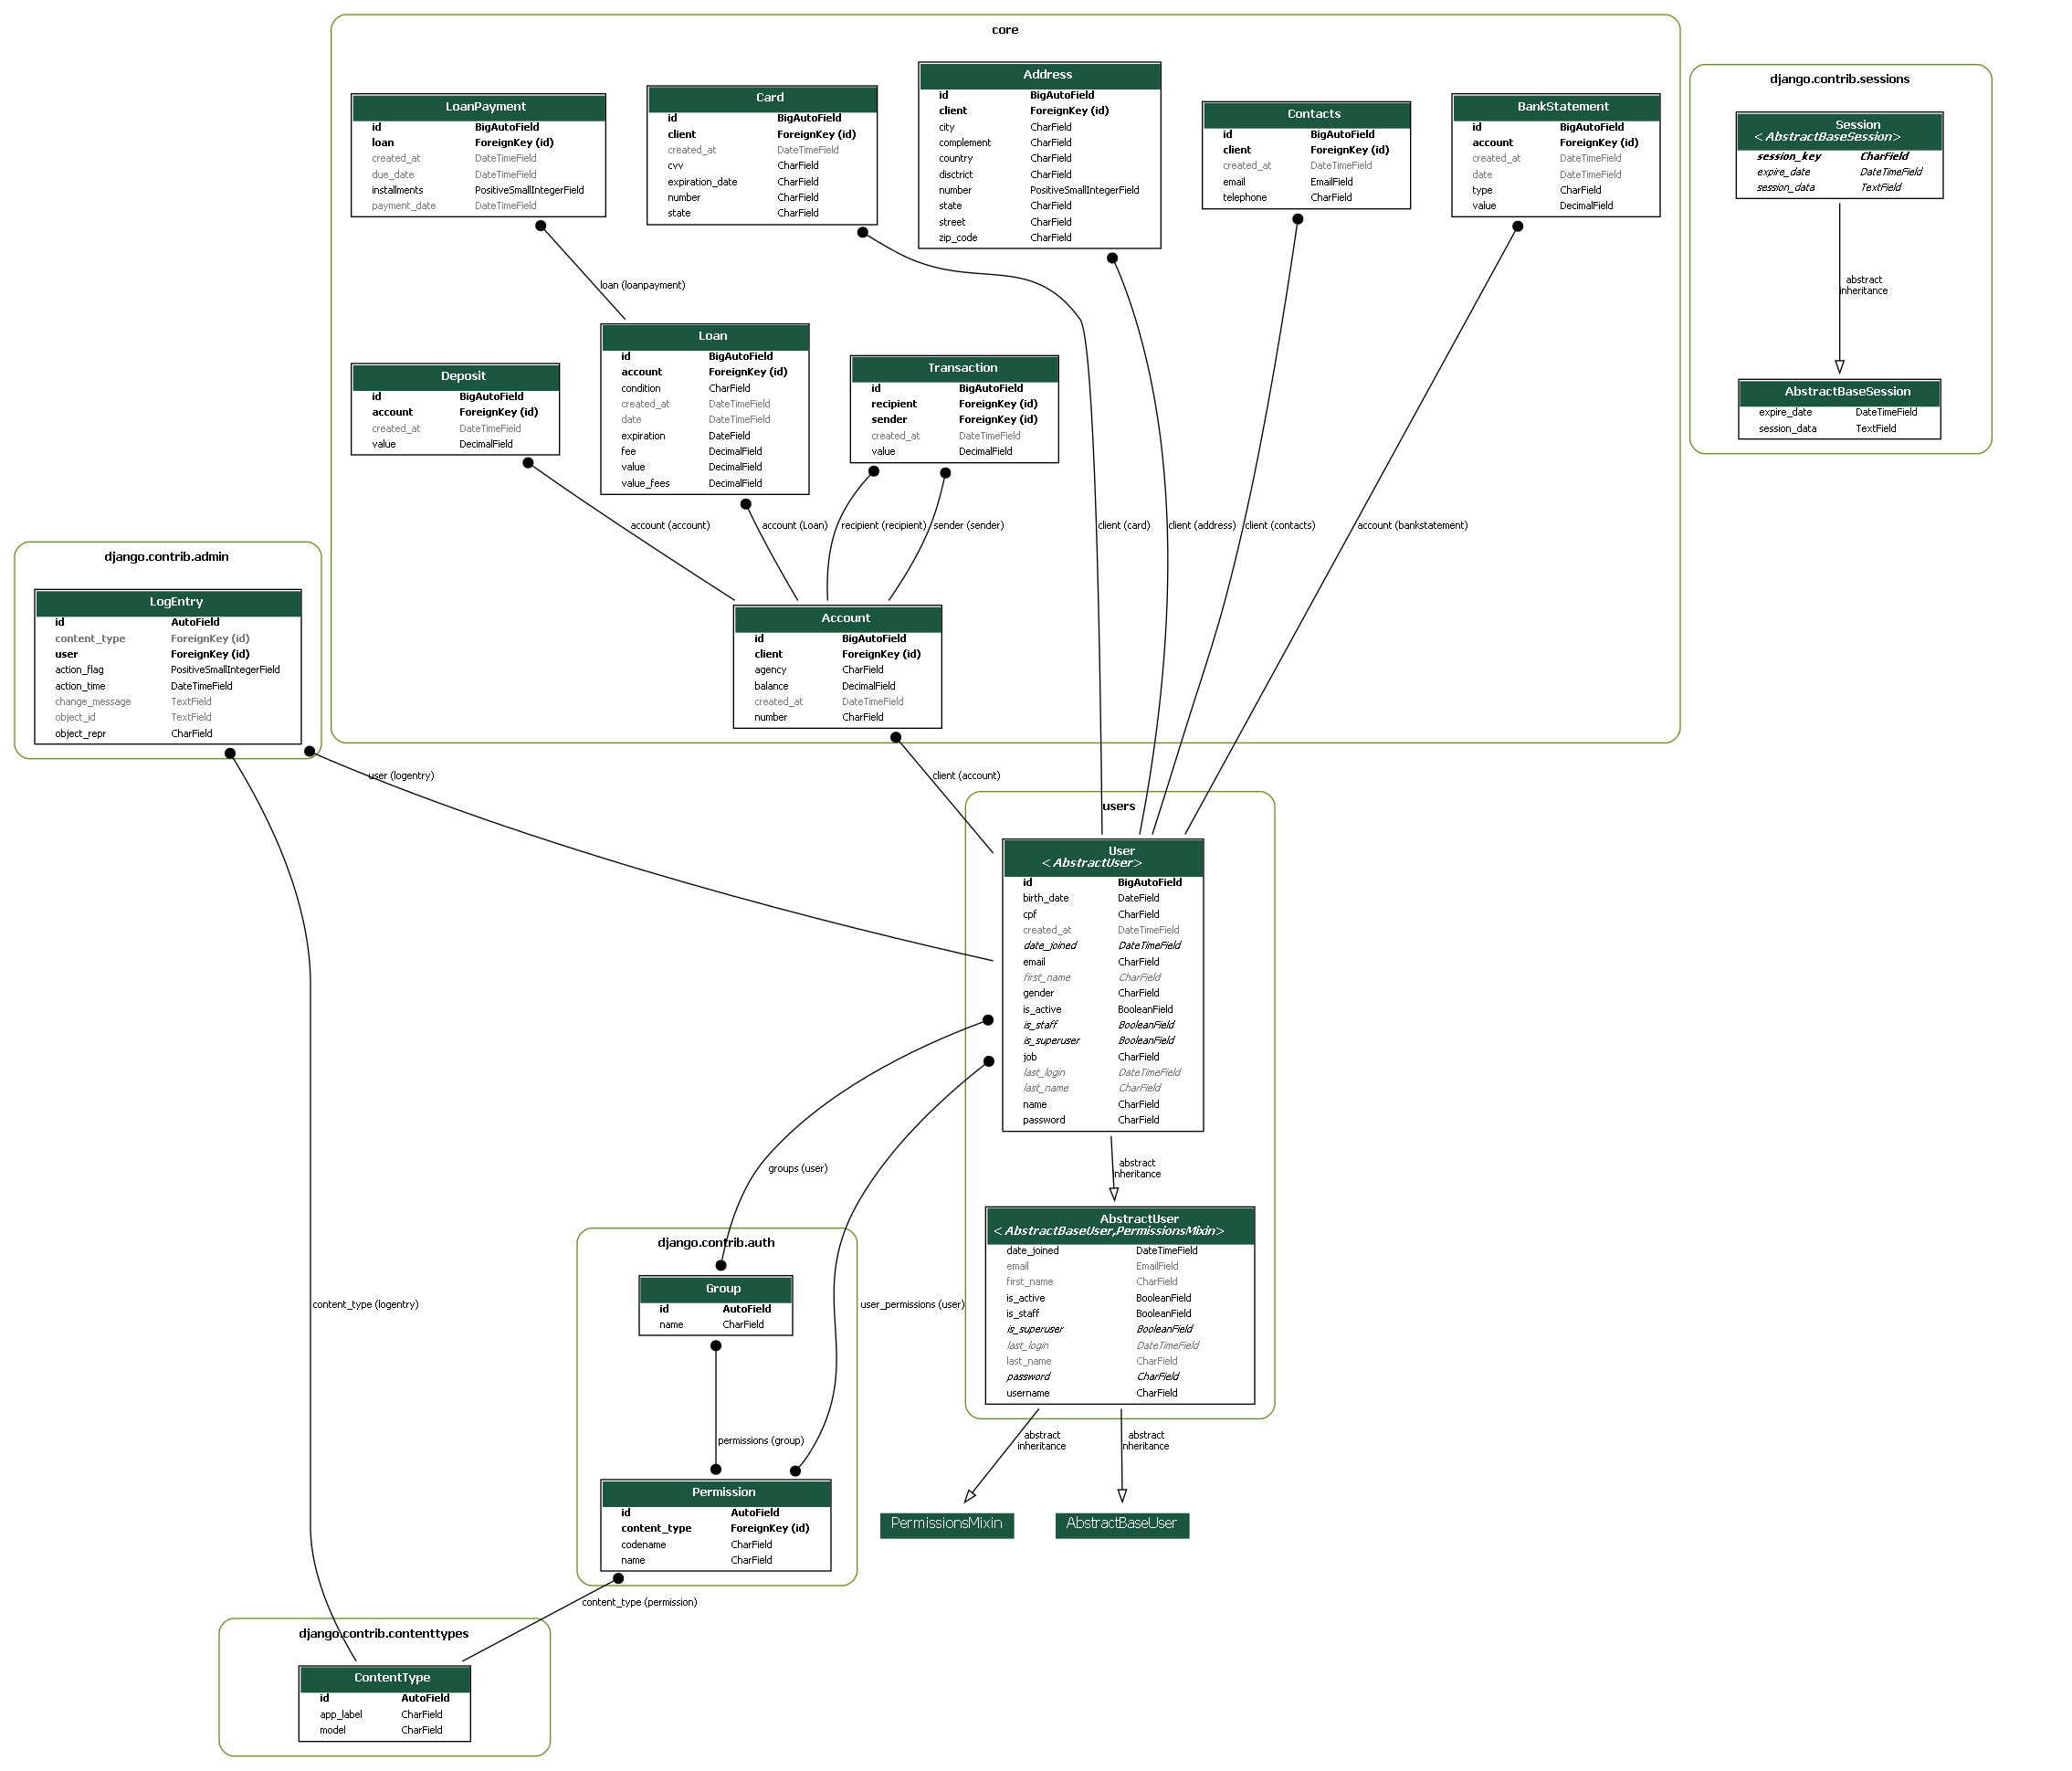 core
LoanPayment
id BigAutoField
loan ForeignKey (id)
created_at DateTimeField
due_date DateTimeField
installments PositiveSmallIntegerField
payment_date DateTimeField
Card
id BigAutoField
client ForeignKey (id)
created_at DateTimeField
cvv CharField
expiration_date CharField
number CharField
state CharField
Address
id BigAutoField
client ForeignKey (id)
city CharField
complement CharField
country CharField
disctrict CharField
number PositiveSmallIntegerField
state CharField
street CharField
zip_code CharField
Contacts
id BigAutoField
client ForeignKey (id)
created_at DateTimeField
email EmailField
telephone CharField
BankStatement
id BigAutoField
account ForeignKey (id)
created_at DateTimeField
date DateTimeField
type CharField
value DecimalField
django.contrib.sessions
Session
<AbstractBaseSession>
session_key CharField
expire_date DateTimeField
session_data TextField
abstract
inheritance
AbstractBaseSession
expire_date DateTimeField
session_data TextField
loan (loanpayment)
Deposit
id BigAutoField
account ForeignKey (id)
created_at DateTimeField
value DecimalField
Loan
id BigAutoField
account ForeignKey (id)
condition CharField
created_at DateTimeField
date DateTimeField
expiration DateField
fee DecimalField
value DecimalField
value_fees DecimalField
Transaction
id BigAutoField
recipient ForeignKey (id)
sender ForeignKey (id)
created_at DateTimeField
value DecimalField
account (account)
account (Loan)
recipient (recipient)
sender (sender)
client (card)
client (address)
client (contacts)
account (bankstatement)
django.contrib.admin
LogEntry
id AutoField
content_type ForeignKey (id)
user ForeignKey (id)
action_flag PositiveSmallIntegerField
action_time DateTimeField
change_message TextField
object_id TextField
object_repr CharField
Account
id BigAutoField
client ForeignKey (id)
agency CharField
balance DecimalField
created_at DateTimeField
number CharField
user (logentry)
client (account)
users
User
<AbstractUser>
id BigAutoField
birth_date DateField
cpf CharField
created_at DateTimeField
date_joined DateTimeField
email CharField
first_name CharField
gender CharField
is_active BooleanField
is_staff BooleanField
is_superuser BooleanField
job CharField
last_login DateTimeField
last_name CharField
name CharField
password CharField
abstract
inheritance
groups (user)
AbstractUser
<AbstractBaseUser,PermissionsMixin>
date_joined DateTimeField
email EmailField
first_name CharField
is_active BooleanField
is_staff BooleanField
is_superuser BooleanField
last_login DateTimeField
last_name CharField
password CharField
username CharField
django.contrib.auth
Group
id AutoField
name CharField
content_type (logentry)
user_permissions (user)
permissions (group)
abstract
inheritance
abstract
inheritance
Permission
id AutoField
content_type ForeignKey (id)
codename CharField
name CharField
PermissionsMixin
AbstractBaseUser
content_type (permission)
django.contrib.contenttypes
ContentType
id AutoField
app_label CharField
model CharField